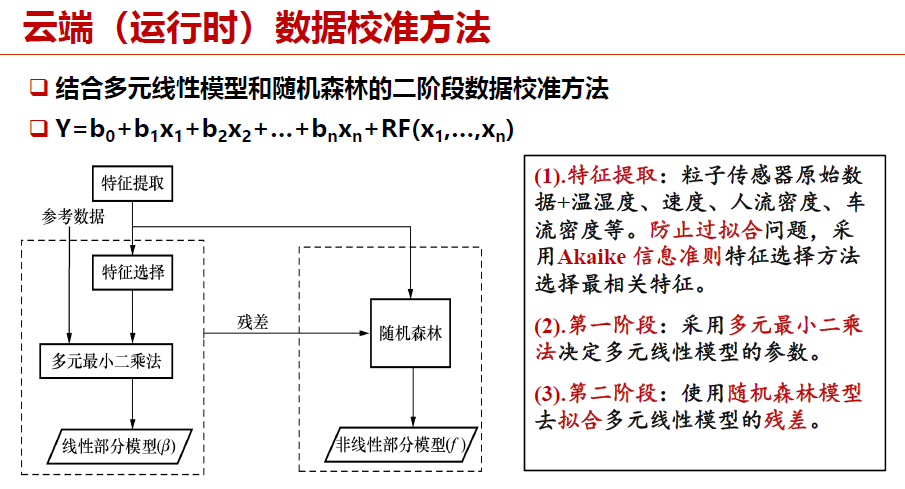 云端（运行时）数据校准方法
结合多元线性模型和随机森林的二阶段数据校准方法
Y=b₀+b₁x₁+b₂x₂+…+bₙxₙ+RF(x₁,…,xₙ)
特征提取
参考数据
特征选择
残差
随机森林
多元最小二乘法
线性部分模型(β)
非线性部分模型(f)
(1).特征提取：粒子传感器原始数
据+温湿度、速度、人流密度、车
流密度等。防止过拟合问题，采
用Akaike 信息准则特征选择方法
选择最相关特征。
(2).第一阶段：采用多元最小二乘
法决定多元线性模型的参数。
(3).第二阶段：使用随机森林模型
去拟合多元线性模型的残差。